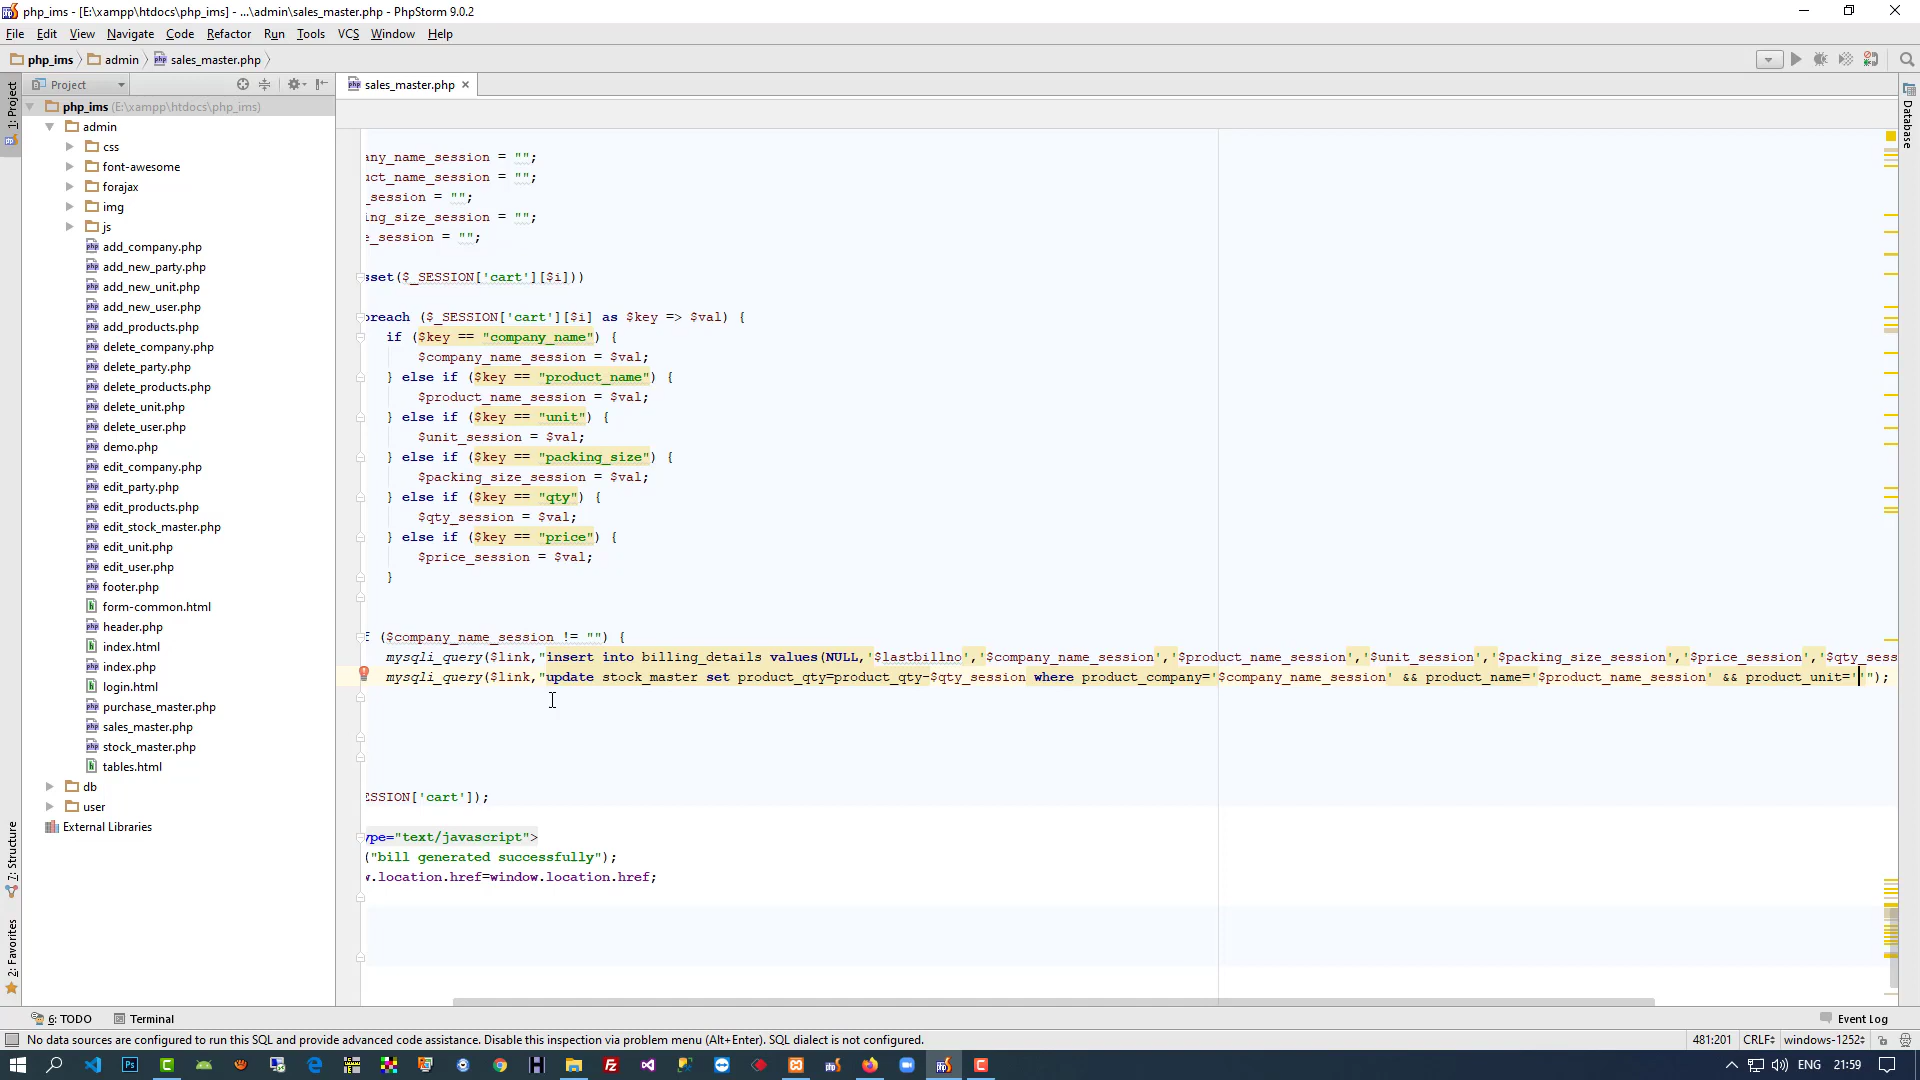 php_ims - [E:\xampp\htdocs\php_ims] - ...\admin\sales_master.php - PhpStorm 9.0.2
File Edit View Navigate Code Refactor Run Tools VCS Window Help
php_ims admin sales_master.php
Project
sales_master.php
1: Project
Database
php_ims (E:\xampp\htdocs\php_ims)
admin
css
font-awesome
forajax
img
js
add_company.php
add_new_party.php
add_new_unit.php
add_new_user.php
add_products.php
delete_company.php
delete_party.php
delete_products.php
delete_unit.php
delete_user.php
demo.php
edit_company.php
edit_party.php
edit_products.php
edit_stock_master.php
edit_unit.php
edit_user.php
footer.php
form-common.html
header.php
index.html
index.php
login.html
purchase_master.php
sales_master.php
stock_master.php
tables.html
db
user
External Libraries
any_name_session = "";
uct_name_session = "";
_session = "";
ing_size_session = "";
e_session = "";
sset($_SESSION['cart'][$i]))
oreach ($_SESSION['cart'][$i] as $key => $val) {
if ($key == "company_name") {
$company_name_session = $val;
} else if ($key == "product_name") {
$product_name_session = $val;
} else if ($key == "unit") {
$unit_session = $val;
} else if ($key == "packing_size") {
$packing_size_session = $val;
} else if ($key == "qty") {
$qty_session = $val;
} else if ($key == "price") {
$price_session = $val;
}
f ($company_name_session != "") {
mysqli_query($link,"insert into billing_details values(NULL,'$lastbillno','$company_name_session','$product_name_session','$unit_session','$packing_size_session','$price_session','$qty_sess
mysqli_query($link,"update stock_master set product_qty=product_qty-$qty_session where product_company='$company_name_session' && product_name='$product_name_session' && product_unit=''");
ESSION['cart']);
ype="text/javascript">
("bill generated successfully");
w.location.href=window.location.href;
7: Structure
2: Favorites
6: TODO Terminal
Event Log
No data sources are configured to run this SQL and provide advanced code assistance. Disable this inspection via problem menu (Alt+Enter). SQL dialect is not configured.
481:201 CRLF windows-1252
ENG 21:59